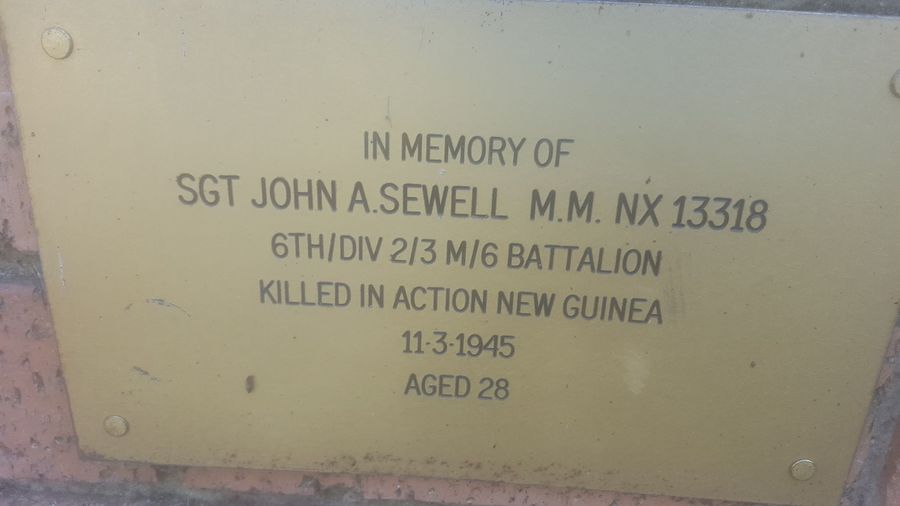 IN MEMORY OF
SGT JOHN A.SEWELL M.M. NX 13318
6TH/DIV 2/3 M/G BATTALION
KILLED IN ACTION NEW GUINEA
11-3-1945
AGED 28